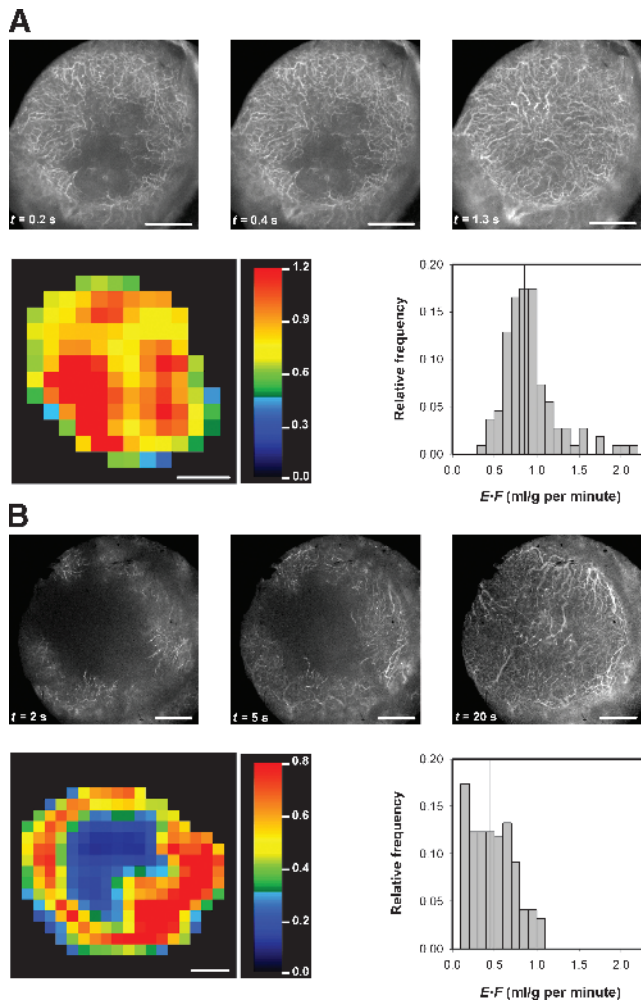 A
t = 0.2 s
t = 0.4 s
t = 1.3 s
1.2
0.9
0.6
0.3
0.0
Relative frequency
0.20
0.15
0.10
0.05
0.00
0.0 0.5 1.0 1.5 2.0
E·F (ml/g per minute)
B
t = 2 s
t = 5 s
t = 20 s
0.8
0.6
0.4
0.2
0.0
Relative frequency
0.20
0.15
0.10
0.05
0.00
0.0 0.5 1.0 1.5 2.0
E·F (ml/g per minute)